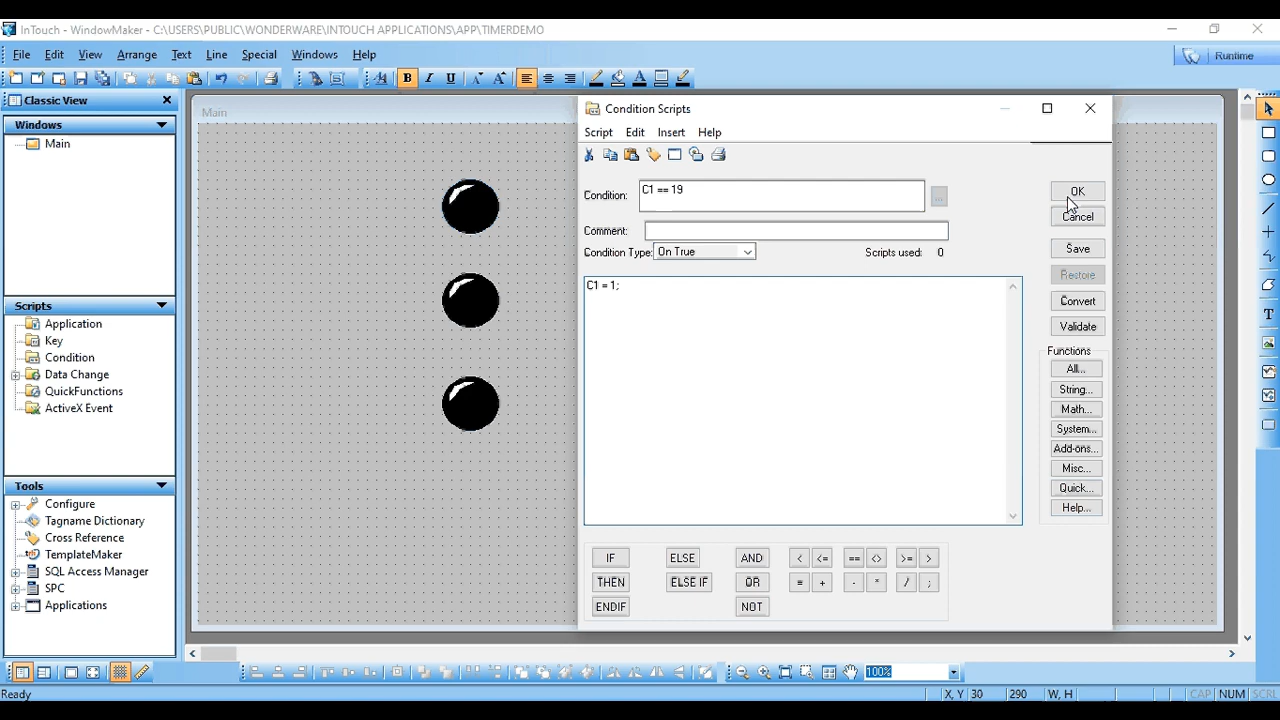 InTouch - WindowMaker - C:\USERS\PUBLIC\WONDERWARE\INTOUCH APPLICATIONS\APP\TIMERDEMO
File Edit View Arrange Text Line Special Windows Help
Runtime
B I U A T
Classic View
Windows
Main
Scripts
Application
Key
Condition
Data Change
QuickFunctions
ActiveX Event
Tools
Configure
Tagname Dictionary
Cross Reference
TemplateMaker
SQL Access Manager
SPC
Applications
Main
Condition Scripts
Script Edit Insert Help
Condition: C1 == 19 ...
Comment:
Condition Type: On True Scripts used: 0
C1 = 1;
OK
Cancel
Save
Restore
Convert
Validate
Functions
All...
String...
Math...
System...
Add-ons...
Misc...
Quick...
Help...
IF ELSE AND < <= == <> >= >
THEN ELSE IF OR = + - * / ;
ENDIF NOT
100%
Ready X, Y 30 290 W, H CAP NUM SCRL